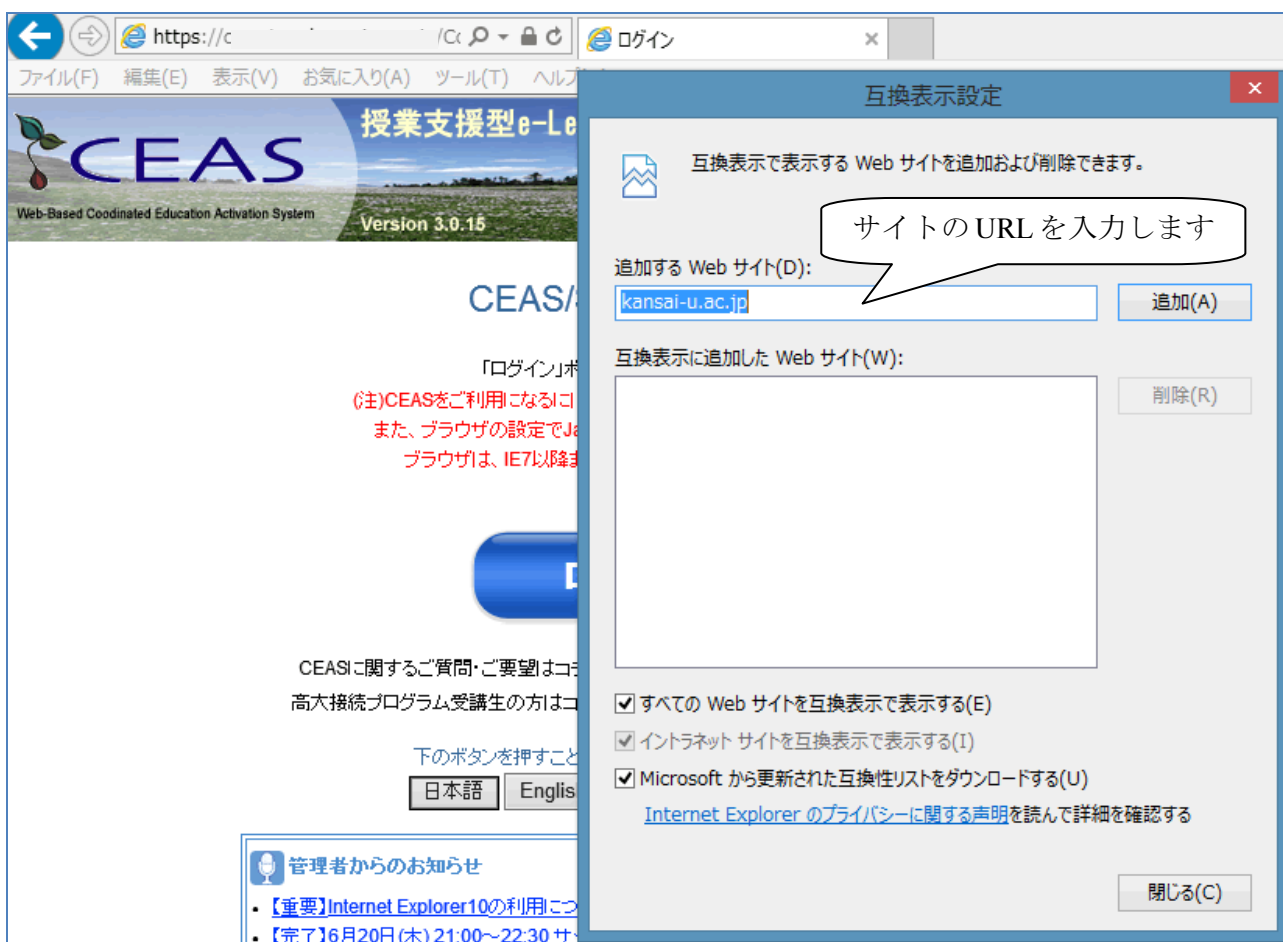 https://c /Cc
ログイン
ファイル(F) 編集(E) 表示(V) お気に入り(A) ツール(T) ヘルプ
授業支援型e-Le
CEAS
Web-Based Coodinated Education Activation System
Version 3.0.15
CEAS/
「ログイン」ボ
(注)CEASをご利用になるに
また、ブラウザの設定でJa
ブラウザは、IE7以降ま
CEASに関するご質問・ご要望はコチ
高大接続プログラム受講生の方はコ
下のボタンを押すこと
日本語 Englis
管理者からのお知らせ
・【重要】Internet Explorer10の利用につ
・【完了】6月20日(木) 21:00~22:30 サ
互換表示設定
互換表示で表示する Web サイトを追加および削除できます。
サイトの URL を入力します
追加する Web サイト(D):
kansai-u.ac.jp
追加(A)
互換表示に追加した Web サイト(W):
削除(R)
すべての Web サイトを互換表示で表示する(E)
イントラネット サイトを互換表示で表示する(I)
Microsoft から更新された互換性リストをダウンロードする(U)
Internet Explorer のプライバシーに関する声明を読んで詳細を確認する
閉じる(C)